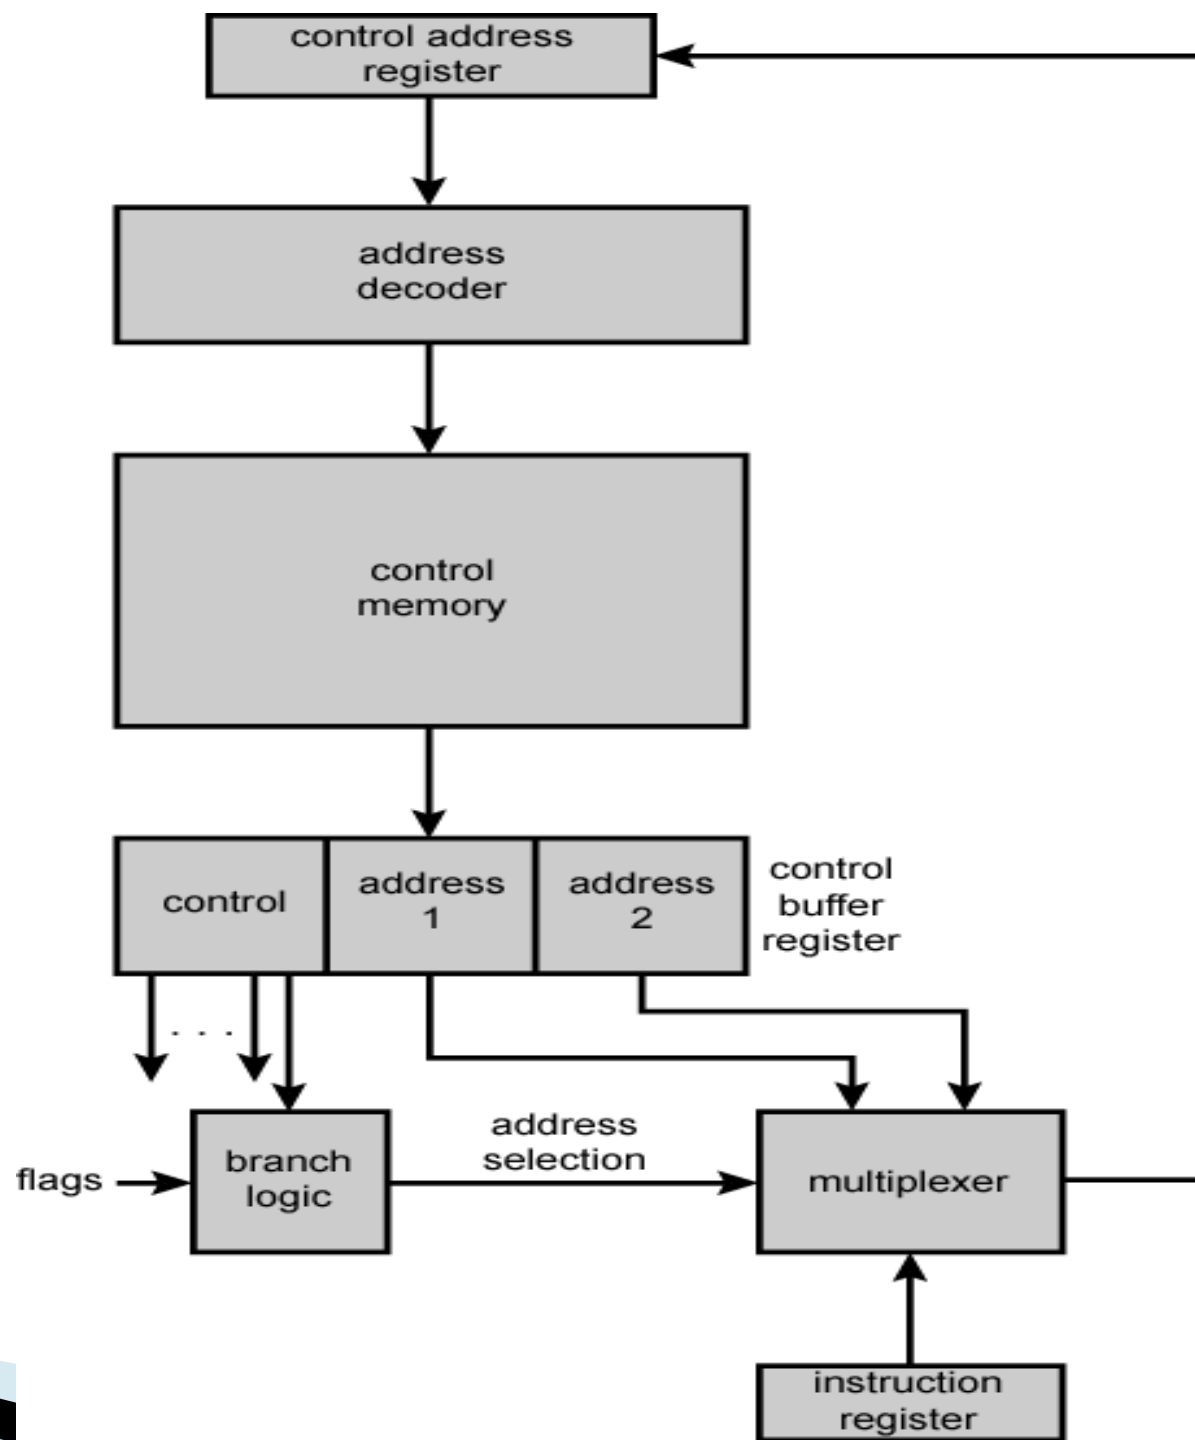 control address
register
address
decoder
control
memory
control
address
1
address
2
control
buffer
register
. . .
flags
branch
logic
address
selection
multiplexer
instruction
register